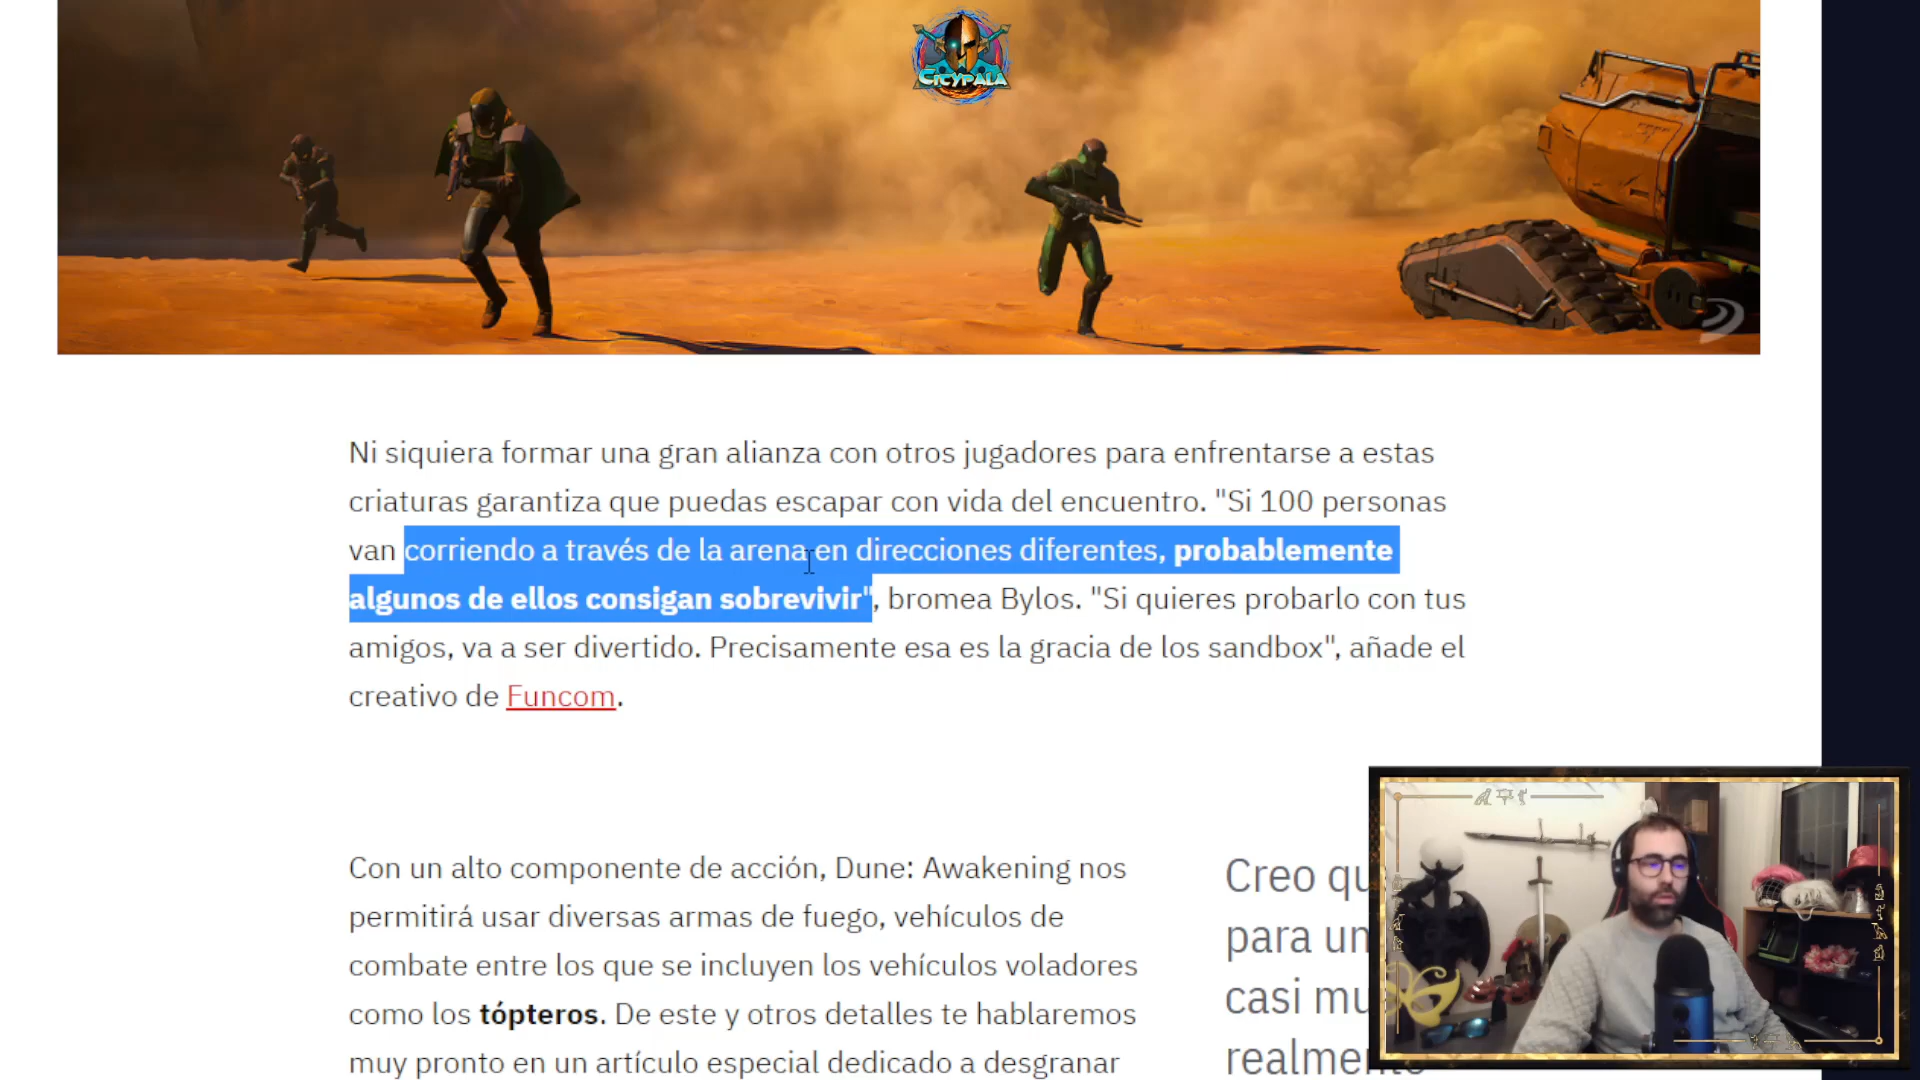 CITYPALA
Ni siquiera formar una gran alianza con otros jugadores para enfrentarse a estas
criaturas garantiza que puedas escapar con vida del encuentro. "Si 100 personas
van corriendo a través de la arena en direcciones diferentes, probablemente
algunos de ellos consigan sobrevivir", bromea Bylos. "Si quieres probarlo con tus
amigos, va a ser divertido. Precisamente esa es la gracia de los sandbox", añade el
creativo de Funcom.
Con un alto componente de acción, Dune: Awakening nos
permitirá usar diversas armas de fuego, vehículos de
combate entre los que se incluyen los vehículos voladores
como los tópteros. De este y otros detalles te hablaremos
muy pronto en un artículo especial dedicado a desgranar
Creo
para
casi